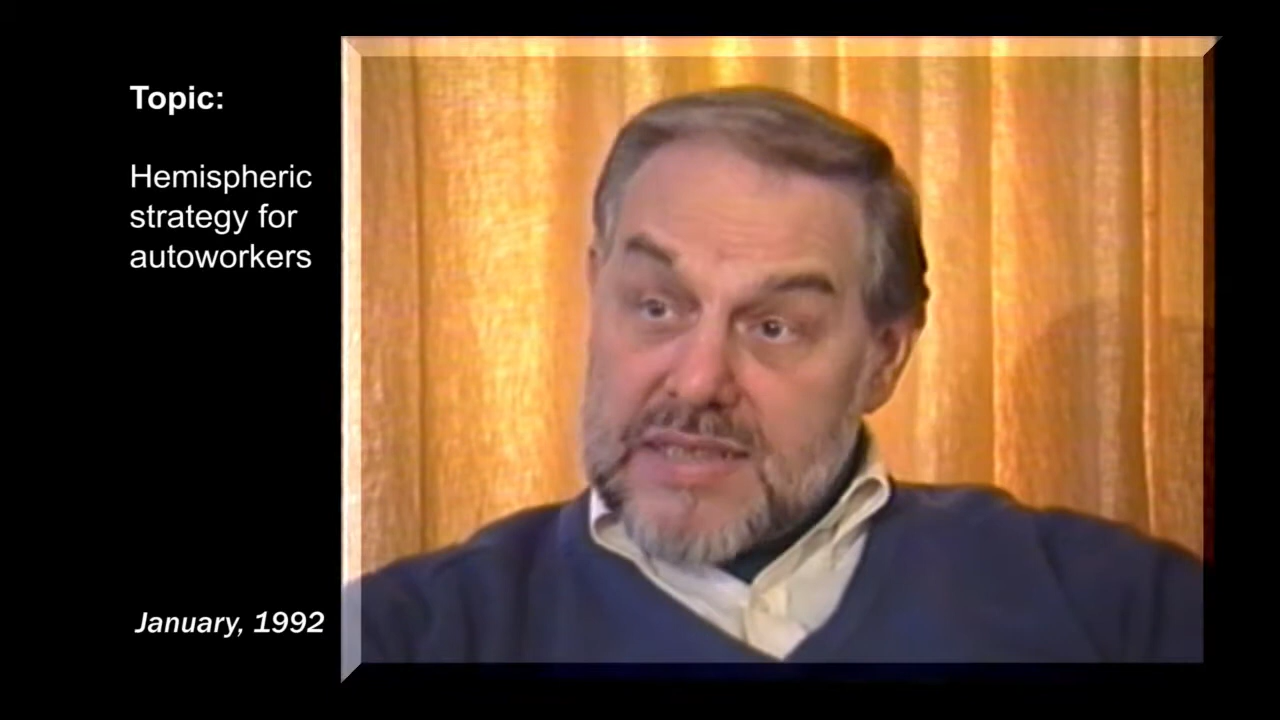 Topic:
Hemispheric
strategy for
autoworkers
January, 1992